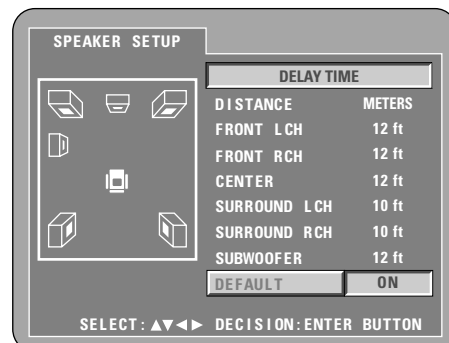 SPEAKER SETUP
DELAY TIME
DISTANCE METERS
FRONT LCH 12 ft
FRONT RCH 12 ft
CENTER 12 ft
SURROUND LCH 10 ft
SURROUND RCH 10 ft
SUBWOOFER 12 ft
DEFAULT ON
SELECT: ▲▼◀▶ DECISION: ENTER BUTTON